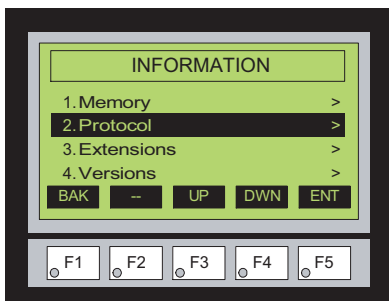 INFORMATION
1. Memory >
2. Protocol >
3. Extensions >
4. Versions >
BAK -- UP DWN ENT
F1 F2 F3 F4 F5